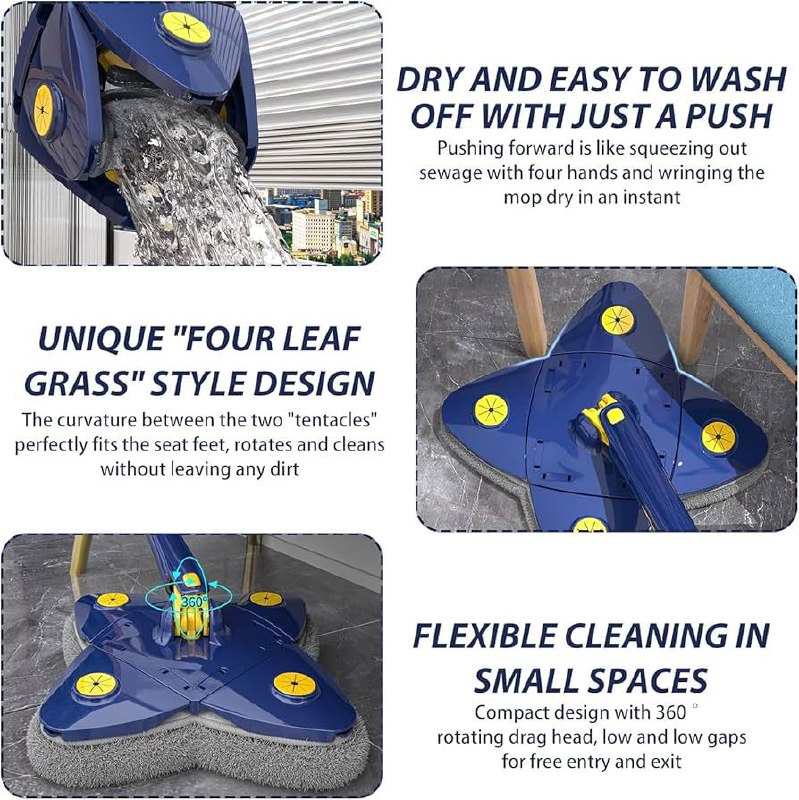 DRY AND EASY TO WASH
OFF WITH JUST A PUSH
Pushing forward is like squeezing out
sewage with four hands and wringing the
mop dry in an instant
UNIQUE "FOUR LEAF
GRASS" STYLE DESIGN
The curvature between the two "tentacles"
perfectly fits the seat feet, rotates and cleans
without leaving any dirt
360°
FLEXIBLE CLEANING IN
SMALL SPACES
Compact design with 360 °
rotating drag head, low and low gaps
for free entry and exit